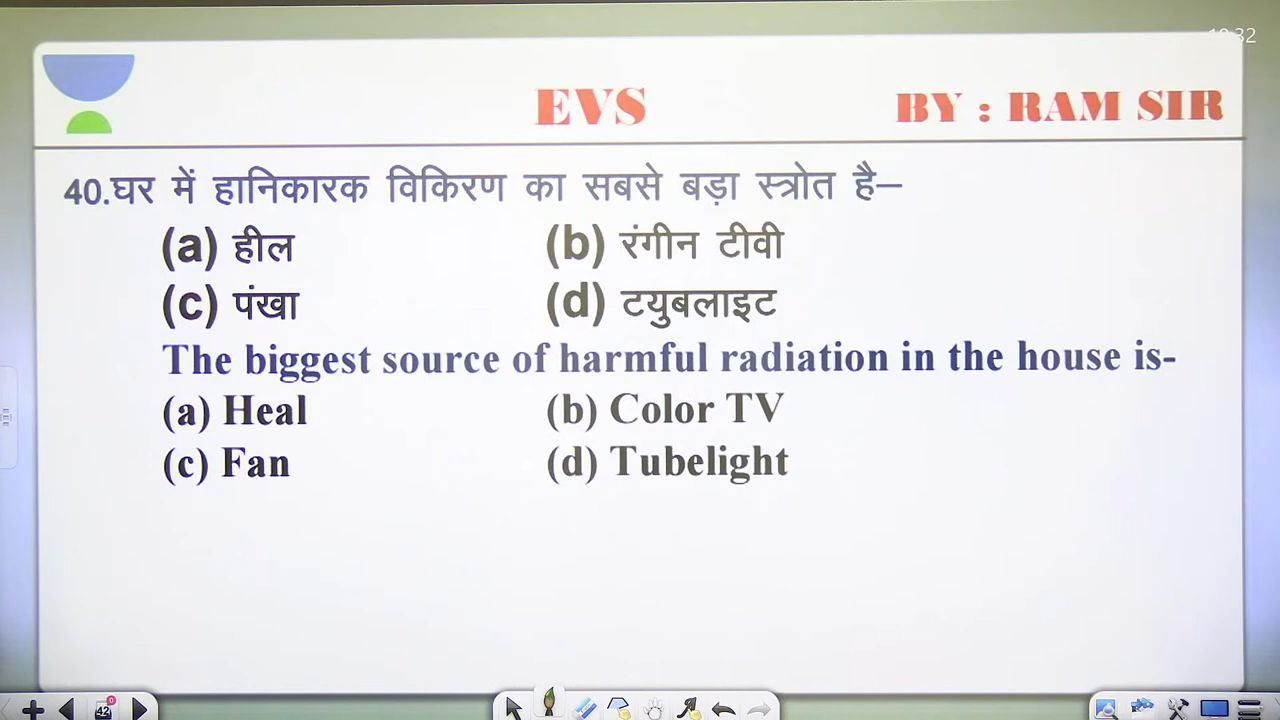 EVS BY : RAM SIR
40.घर में हानिकारक विकिरण का सबसे बड़ा स्त्रोत है–
(a) हील (b) रंगीन टीवी
(c) पंखा (d) टयुबलाइट
The biggest source of harmful radiation in the house is-
(a) Heal (b) Color TV
(c) Fan (d) Tubelight
42